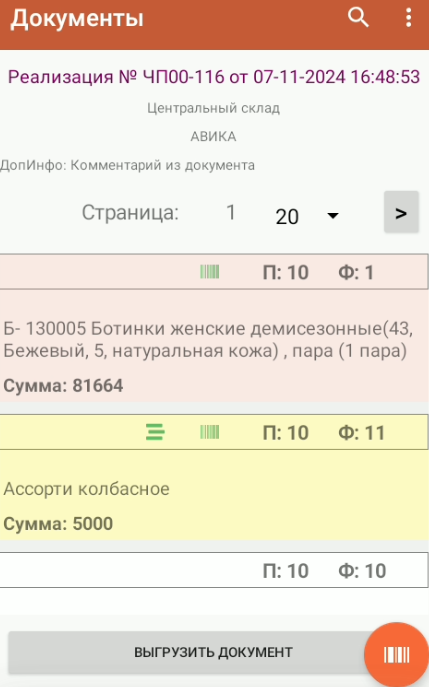 Документы
Реализация № ЧП00-116 от 07-11-2024 16:48:53
Центральный склад
АВИКА
ДопИнфо: Комментарий из документа
Страница: 1 20 >
П: 10 Ф: 1
Б- 130005 Ботинки женские демисезонные(43,
Бежевый, 5, натуральная кожа) , пара (1 пара)
Сумма: 81664
П: 10 Ф: 11
Ассорти колбасное
Сумма: 5000
П: 10 Ф: 10
ВЫГРУЗИТЬ ДОКУМЕНТ